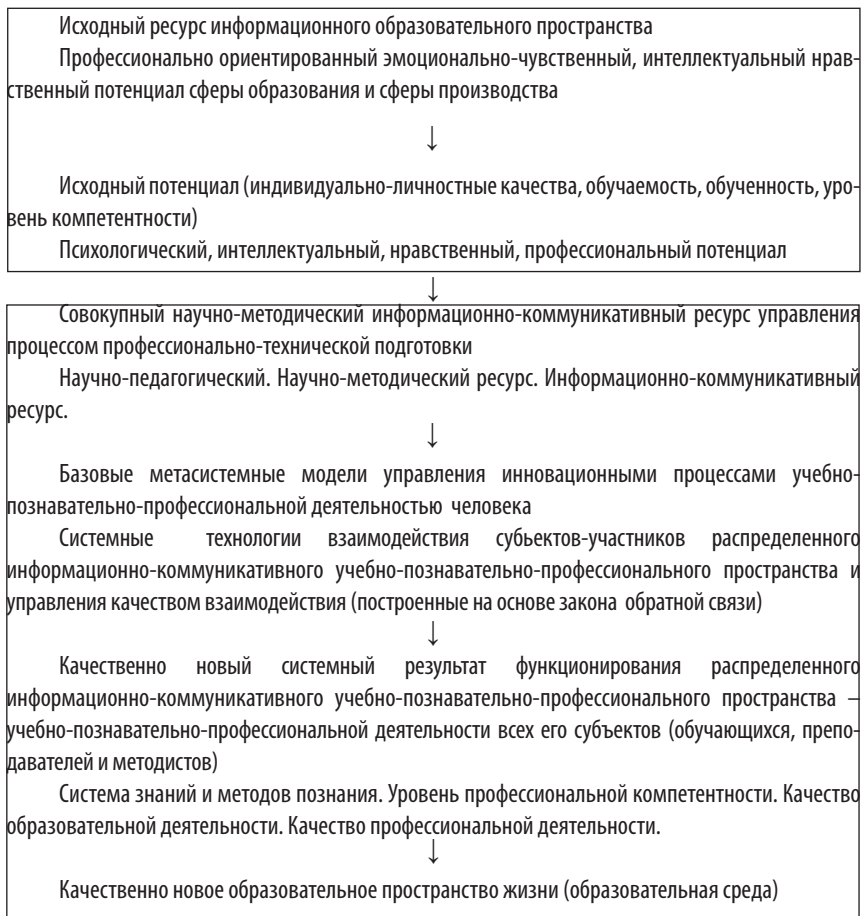 Исходный ресурс информационного образовательного пространства
Профессионально ориентированный эмоционально-чувственный, интеллектуальный нрав-
ственный потенциал сферы образования и сферы производства
↓
Исходный потенциал (индивидуально-личностные качества, обучаемость, обученность, уро-
вень компетентности)
Психологический, интеллектуальный, нравственный, профессиональный потенциал
↓
Совокупный научно-методический информационно-коммуникативный ресурс управления
процессом профессионально-технической подготовки
Научно-педагогический. Научно-методический ресурс. Информационно-коммуникативный
ресурс.
↓
Базовые метасистемные модели управления инновационными процессами учебно-
познавательно-профессиональной деятельностью человека
Системные технологии взаимодействия субъектов-участников распределенного
информационно-коммуникативного учебно-познавательно-профессионального пространства и
управления качеством взаимодействия (построенные на основе закона обратной связи)
↓
Качественно новый системный результат функционирования распределенного
информационно-коммуникативного учебно-познавательно-профессионального пространства –
учебно-познавательно-профессиональной деятельности всех его субъектов (обучающихся, препо-
давателей и методистов)
Система знаний и методов познания. Уровень профессиональной компетентности. Качество
образовательной деятельности. Качество профессиональной деятельности.
↓
Качественно новое образовательное пространство жизни (образовательная среда)